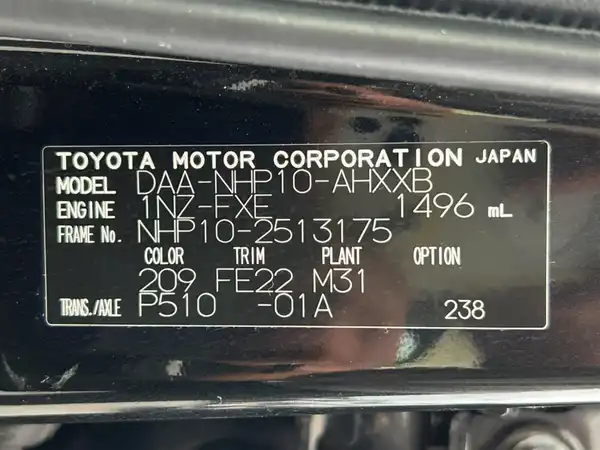 TOYOTA MOTOR CORPORATION JAPAN
MODEL DAA-NHP10-AHXXB
ENGINE 1NZ-FXE 1496 mL
FRAME No. NHP10-2513175
COLOR TRIM PLANT OPTION
209 FE22 M31
TRANS./AXLE P510 -01A 238